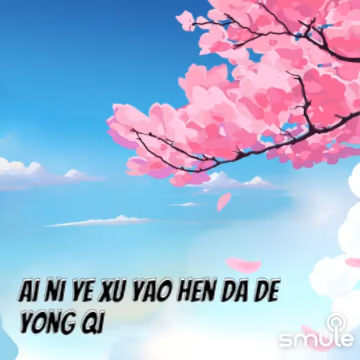 AI NI YE XU YAO HEN DA DE
YONG QI
smule